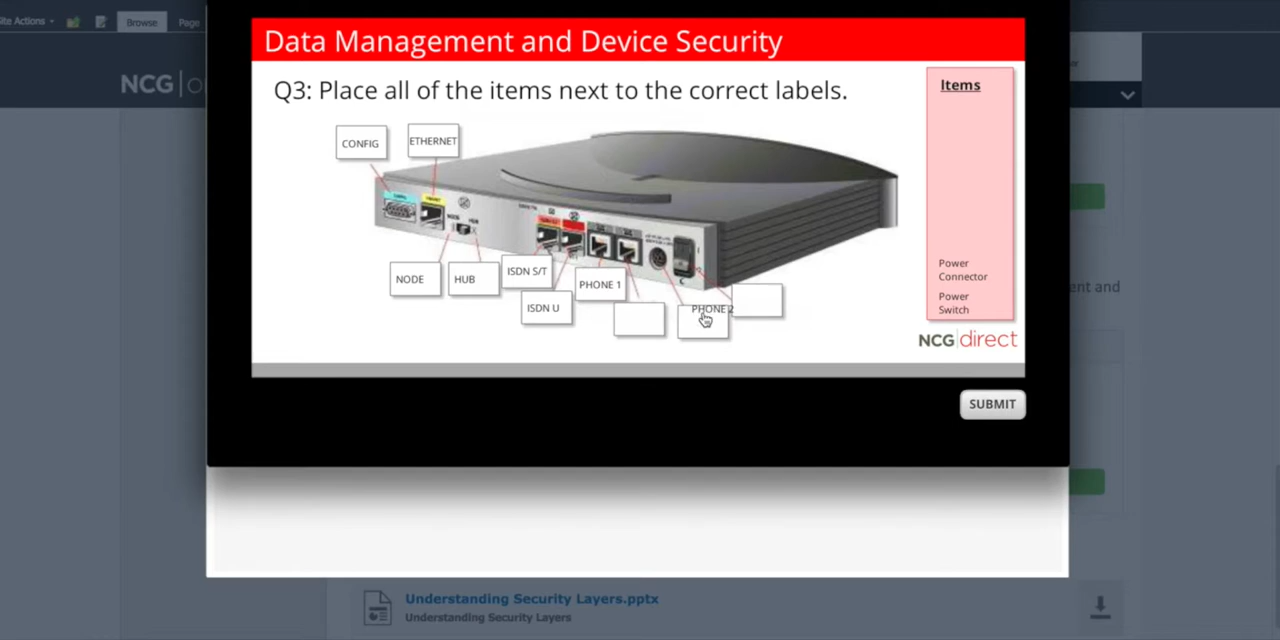 Site Actions
Browse
Page
Data Management and Device Security
NCG
Q3: Place all of the items next to the correct labels.
Items
CONFIG
ETHERNET
NODE
HUB
NODE
HUB
ISDN S/T
ISDN U
PHONE 1
PHONE 2
Power
Connector
Power
Switch
ent and
NCG direct
SUBMIT
Understanding Security Layers.pptx
Understanding Security Layers